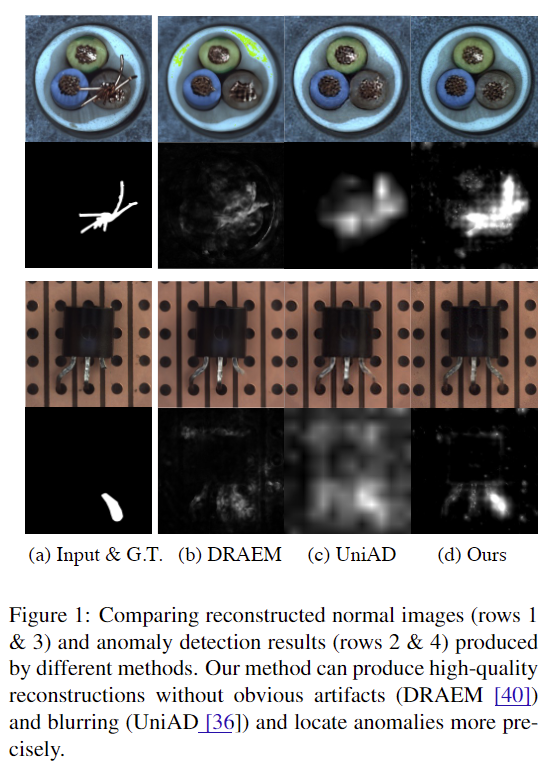 (a) Input & G.T. (b) DRAEM (c) UniAD (d) Ours
Figure 1: Comparing reconstructed normal images (rows 1
& 3) and anomaly detection results (rows 2 & 4) produced
by different methods. Our method can produce high-quality
reconstructions without obvious artifacts (DRAEM [40])
and blurring (UniAD [36]) and locate anomalies more pre-
cisely.